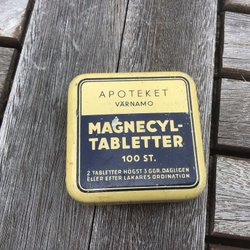 APOTEKET
VÄRNAMO
MAGNECYL-
TABLETTER
100 ST.
2 TABLETTER HÖGST 3 GGR. DAGLIGEN
ELLER EFTER LÄKARES ORDINATION